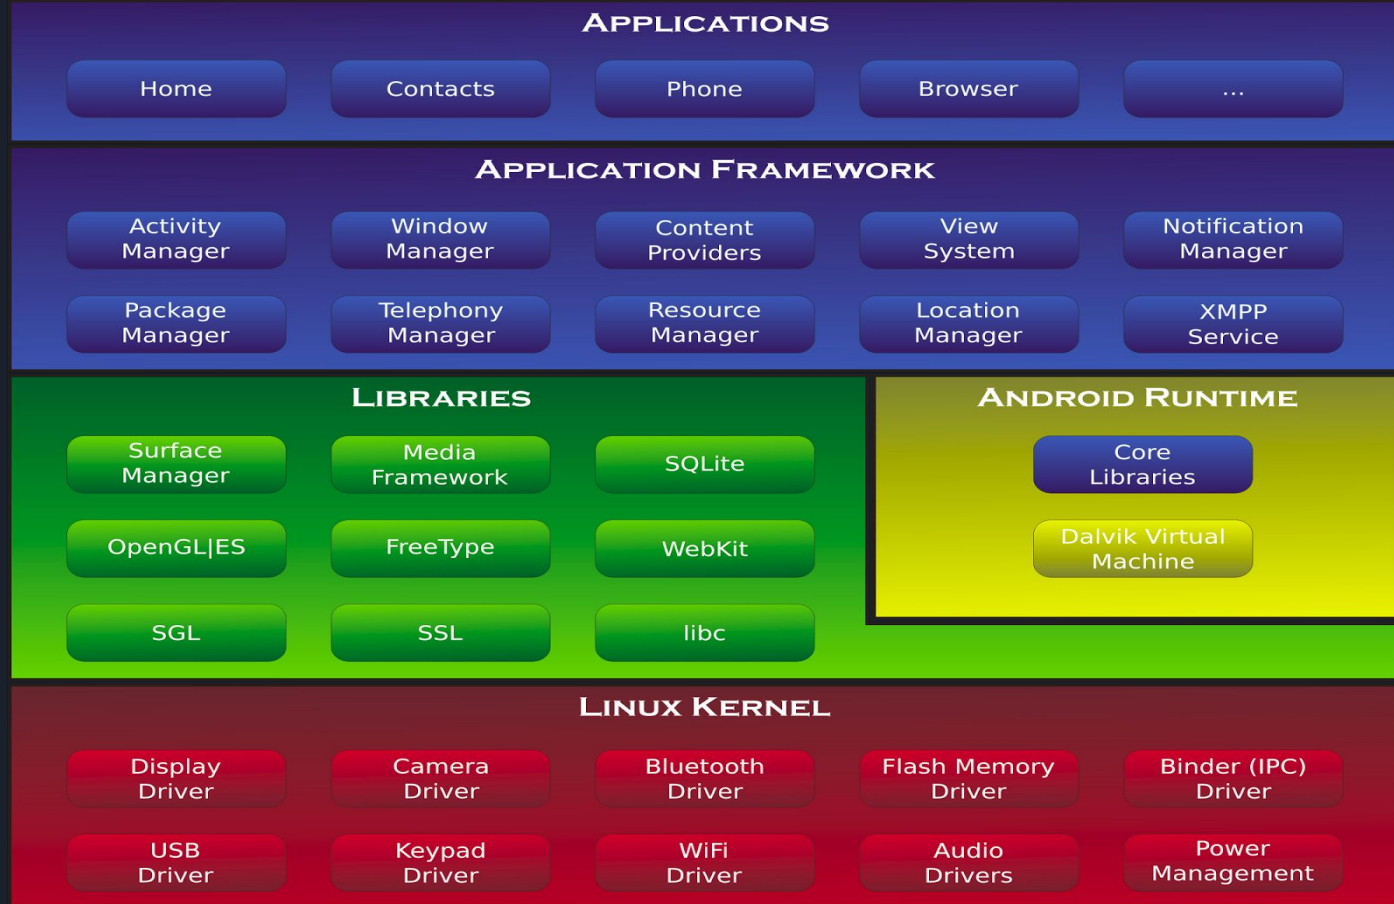 APPLICATIONS
Home
Contacts
Phone
Browser
...
APPLICATION FRAMEWORK
Activity
Manager
Window
Manager
Content
Providers
View
System
Notification
Manager
Package
Manager
Telephony
Manager
Resource
Manager
Location
Manager
XMPP
Service
LIBRARIES
Surface
Manager
Media
Framework
SQLite
OpenGL|ES
FreeType
WebKit
SGL
SSL
libc
ANDROID RUNTIME
Core
Libraries
Dalvik Virtual
Machine
LINUX KERNEL
Display
Driver
Camera
Driver
Bluetooth
Driver
Flash Memory
Driver
Binder (IPC)
Driver
USB
Driver
Keypad
Driver
WiFi
Driver
Audio
Drivers
Power
Management